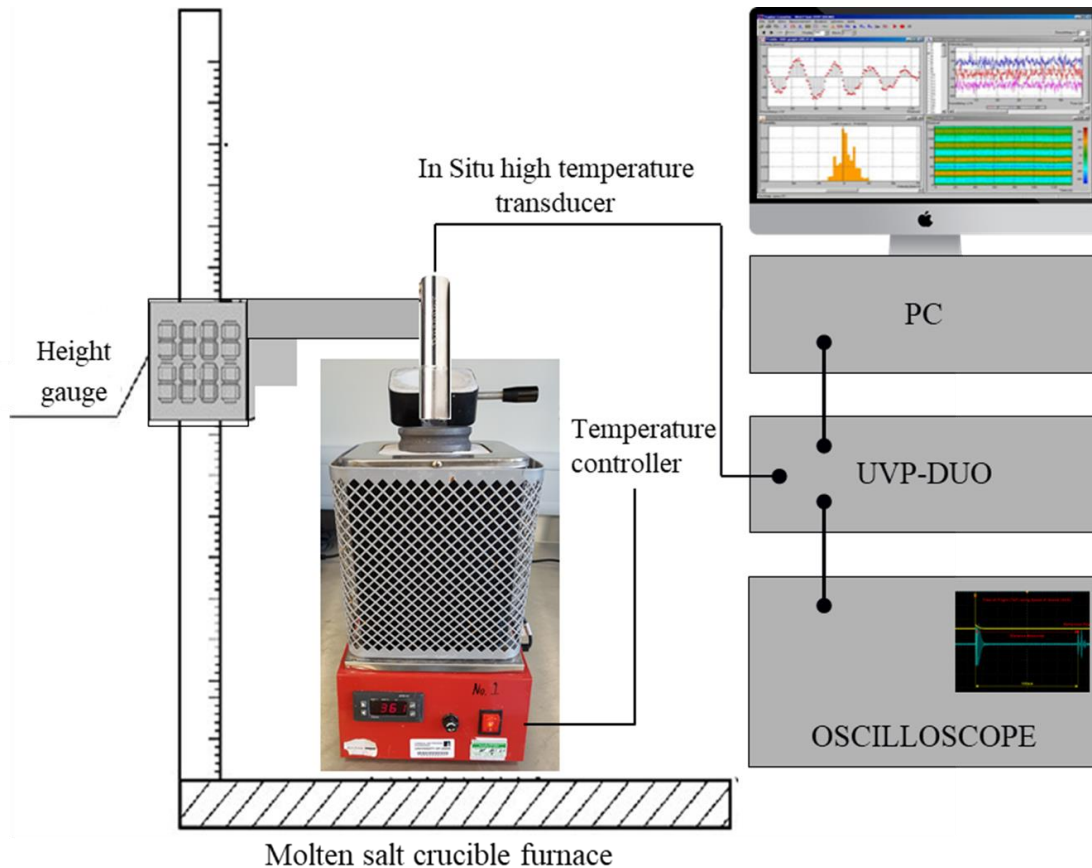 In Situ high temperature
transducer
Height
gauge
Temperature
controller
361
No. 1
PC
UVP-DUO
OSCILLOSCOPE
Molten salt crucible furnace